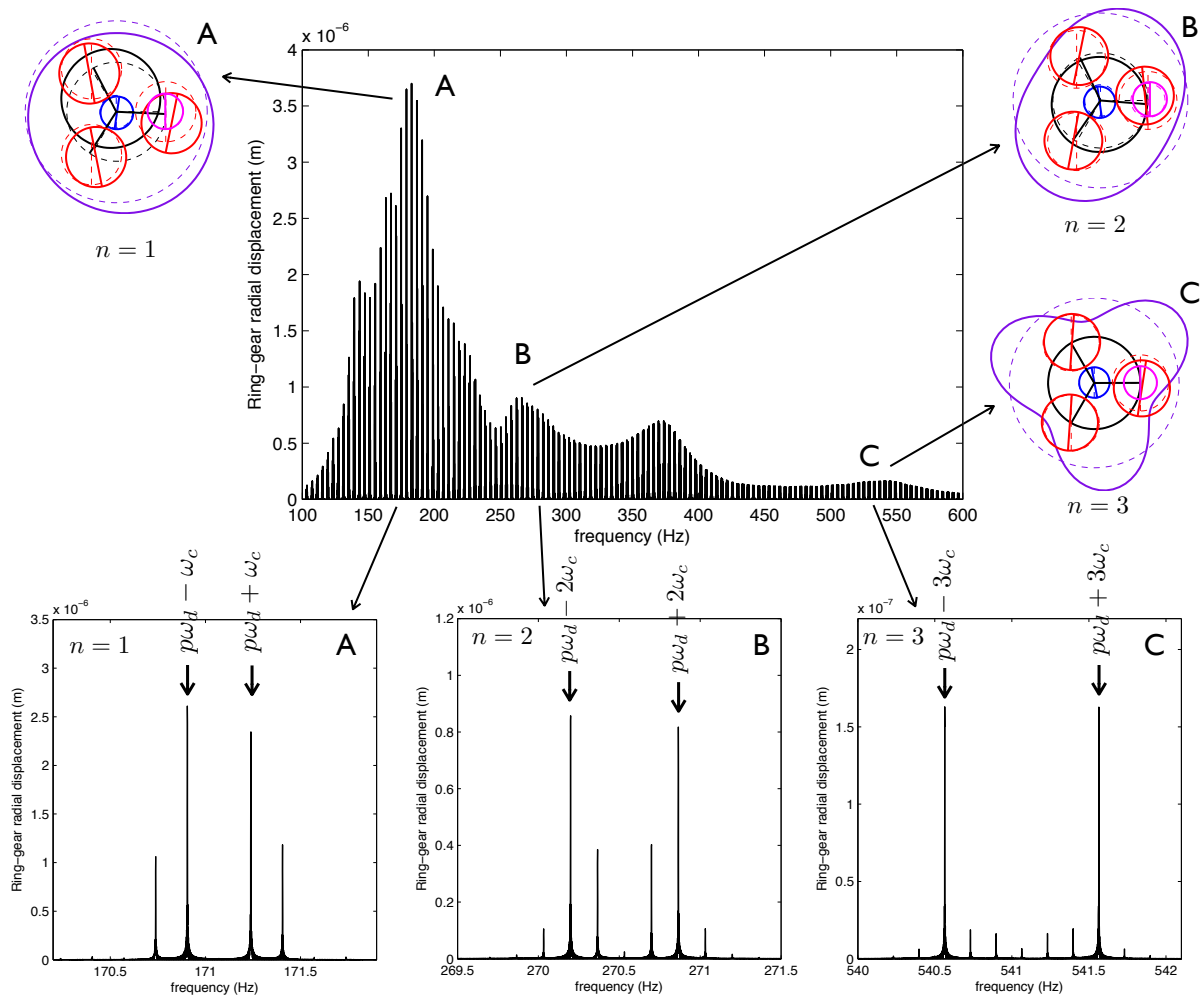 A
n = 1
B
n = 2
C
n = 3
x 10⁻⁶
4
3.5
3
2.5
2
1.5
1
0.5
0
Ring−gear radial displacement (m)
A
B
C
100 150 200 250 300 350 400 450 500 550 600
frequency (Hz)
pω_d − ω_c
pω_d + ω_c
x 10⁻⁶
n = 1
A
3.5
3
2.5
2
1.5
1
0.5
0
Ring−gear radial displacement (m)
170.5 171 171.5
frequency (Hz)
pω_d − 2ω_c
pω_d + 2ω_c
x 10⁻⁶
n = 2
B
1.2
1
0.8
0.6
0.4
0.2
0
Ring−gear radial displacement (m)
269.5 270 270.5 271 271.5
frequency (Hz)
pω_d − 3ω_c
pω_d + 3ω_c
x 10⁻⁷
n = 3
C
2
1.5
1
0.5
0
Ring−gear radial displacement (m)
540 540.5 541 541.5 542
frequency (Hz)